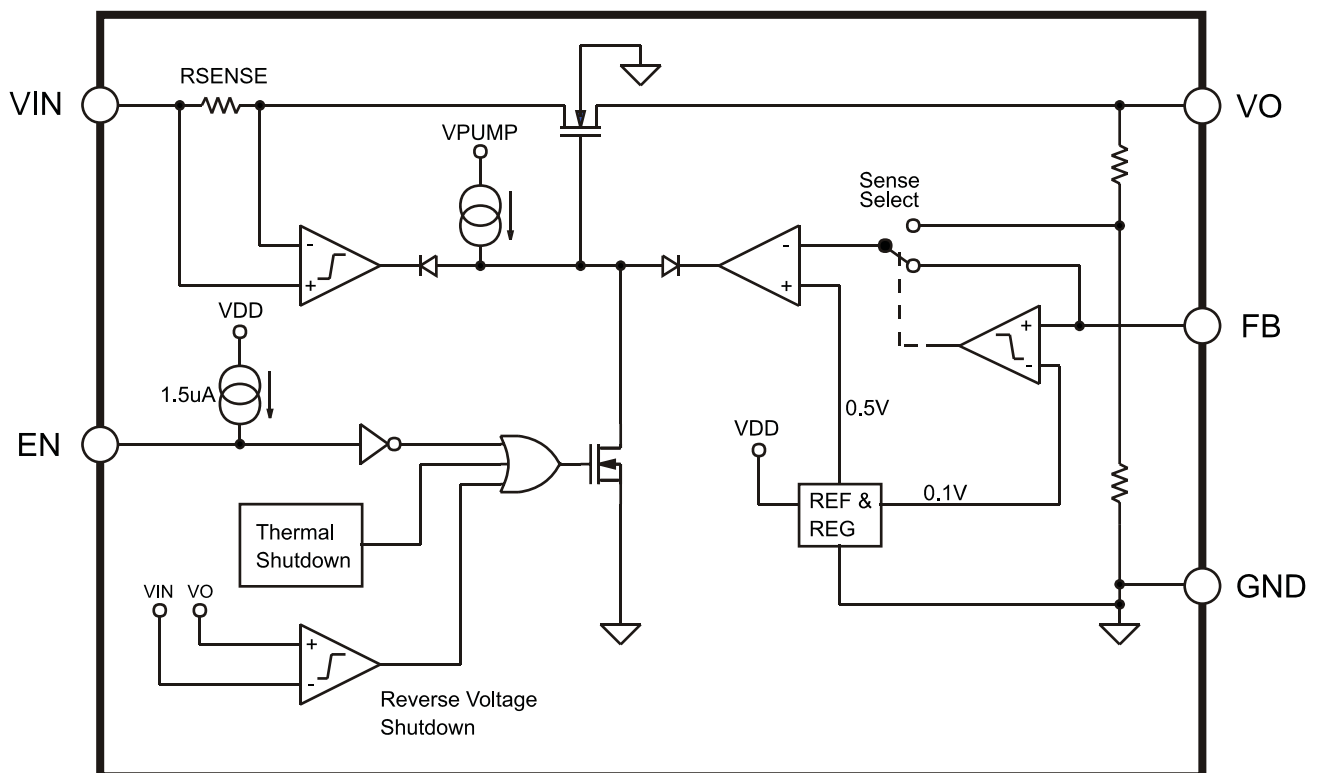 RSENSE
VIN
VO
VPUMP
Sense
Select
-
+
-
+
VDD
FB
+
-
1.5uA
0.5V
EN
VDD
0.1V
REF &
REG
Thermal
Shutdown
VIN
VO
GND
+
-
Reverse Voltage
Shutdown